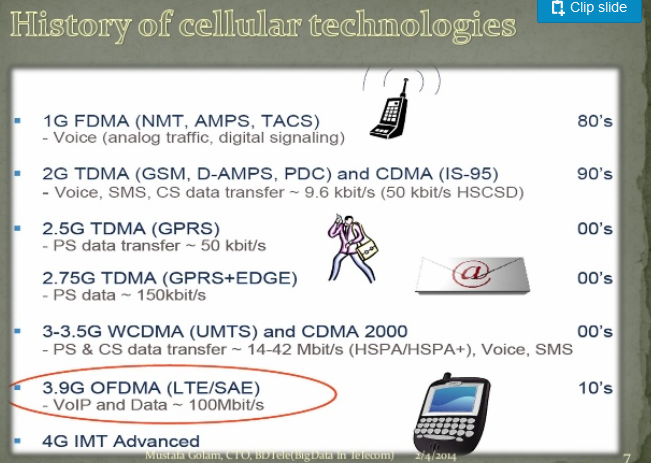 Clip slide
History of cellular technologies
1G FDMA (NMT, AMPS, TACS) 80's
- Voice (analog traffic, digital signaling)
2G TDMA (GSM, D-AMPS, PDC) and CDMA (IS-95) 90's
- Voice, SMS, CS data transfer ~ 9.6 kbit/s (50 kbit/s HSCSD)
2.5G TDMA (GPRS) 00's
- PS data transfer ~ 50 kbit/s
@
2.75G TDMA (GPRS+EDGE) 00's
- PS data ~ 150kbit/s
3-3.5G WCDMA (UMTS) and CDMA 2000 00's
- PS & CS data transfer ~ 14-42 Mbit/s (HSPA/HSPA+), Voice, SMS
3.9G OFDMA (LTE/SAE) 10's
- VoIP and Data ~ 100Mbit/s
4G IMT Advanced
Mustafa Golam, CTO, BDTele(BigData In Telecom) 2/4/2014 7